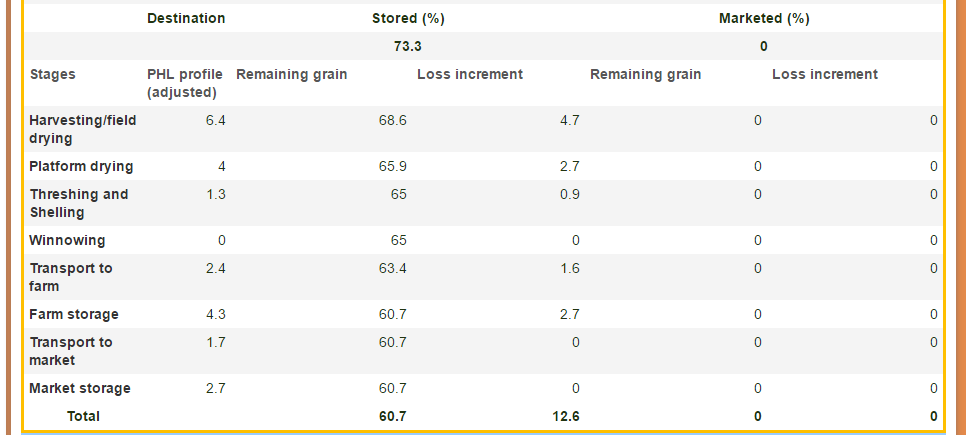 Destination Stored (%) Marketed (%)
73.3 0
Stages PHL profile (adjusted) Remaining grain Loss increment Remaining grain Loss increment
Harvesting/field drying 6.4 68.6 4.7 0 0
Platform drying 4 65.9 2.7 0 0
Threshing and Shelling 1.3 65 0.9 0 0
Winnowing 0 65 0 0 0
Transport to farm 2.4 63.4 1.6 0 0
Farm storage 4.3 60.7 2.7 0 0
Transport to market 1.7 60.7 0 0 0
Market storage 2.7 60.7 0 0 0
Total 60.7 12.6 0 0